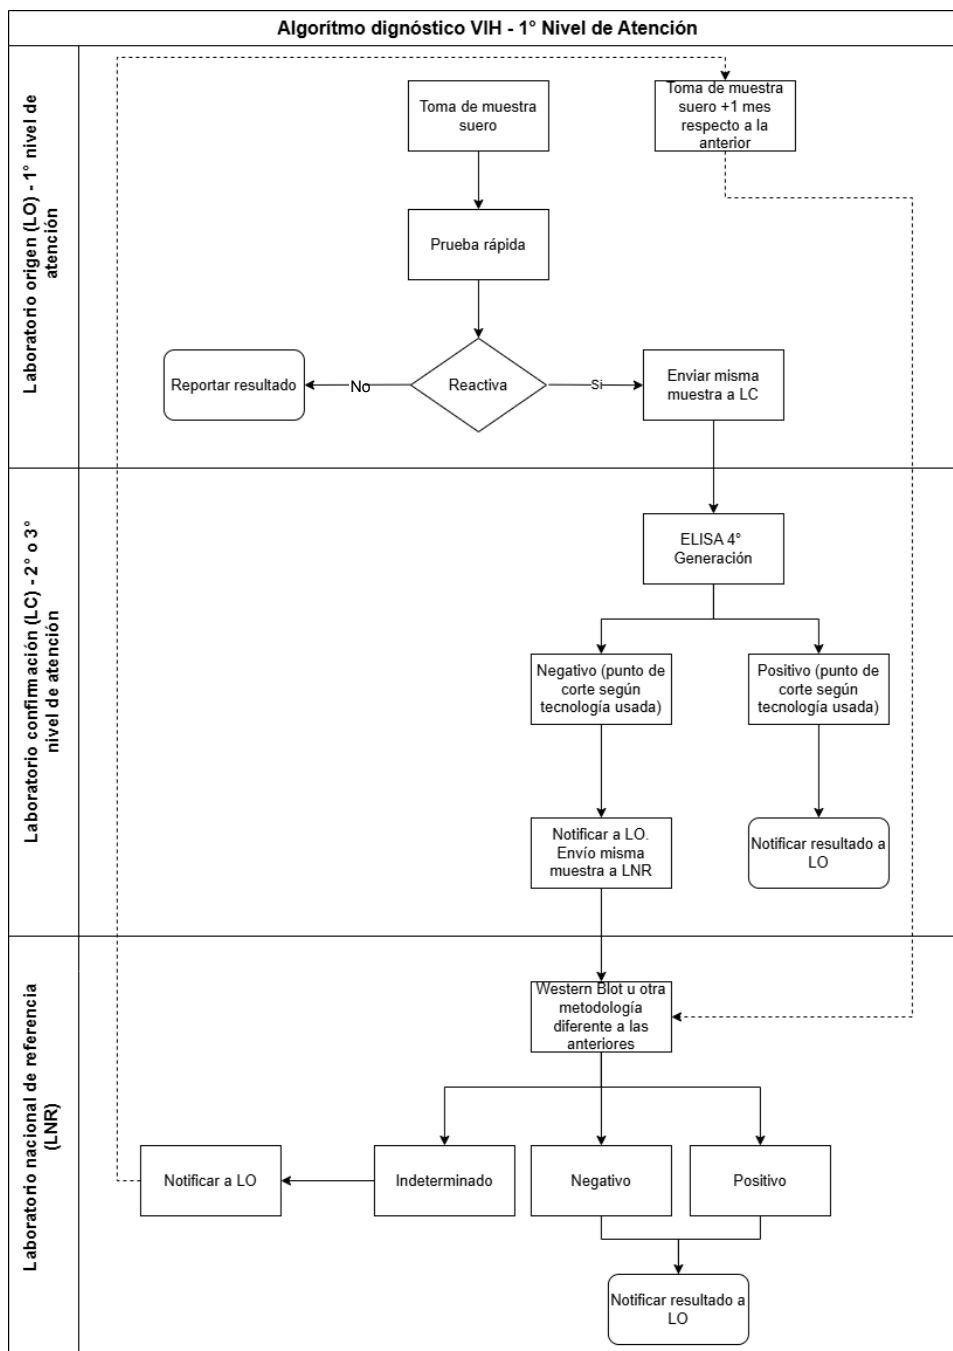 Algorítmo dignóstico VIH - 1° Nivel de Atención
Laboratorio origen (LO) - 1° nivel de
atención
Toma de muestra
suero
Toma de muestra
suero +1 mes
respecto a la
anterior
Prueba rápida
Reportar resultado
No
Reactiva
Si
Enviar misma
muestra a LC
Laboratorio confirmación (LC) - 2° o 3°
nivel de atención
ELISA 4°
Generación
Negativo (punto de
corte según
tecnología usada)
Positivo (punto de
corte según
tecnología usada)
Notificar a LO.
Envío misma
muestra a LNR
Notificar resultado a
LO
Laboratorio nacional de referencia
(LNR)
Western Blot u otra
metodología
diferente a las
anteriores
Notificar a LO
Indeterminado
Negativo
Positivo
Notificar resultado a
LO